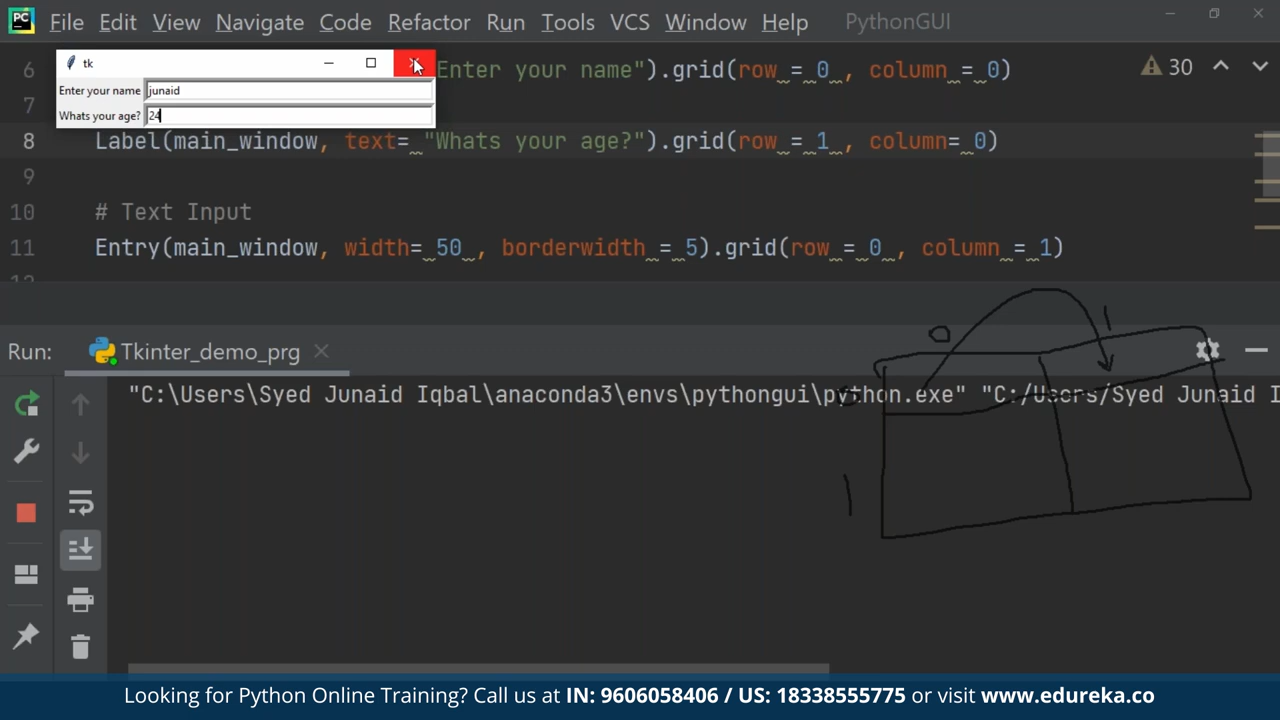 PC File Edit View Navigate Code Refactor Run Tools VCS Window Help PythonGUI
tk
Enter your name junaid
Whats your age? 24
6 Enter your name").grid(row = 0 , column = 0)
30
7
8 Label(main_window, text= "Whats your age?").grid(row = 1 , column= 0)
9
10 # Text Input
11 Entry(main_window, width= 50 , borderwidth = 5).grid(row = 0 , column = 1)
0 1
Run: Tkinter_demo_prg
"C:\Users\Syed Junaid Iqbal\anaconda3\envs\pythongui\python.exe" "C:/Users/Syed Junaid I
0
1
Looking for Python Online Training? Call us at IN: 9606058406 / US: 18338555775 or visit www.edureka.co